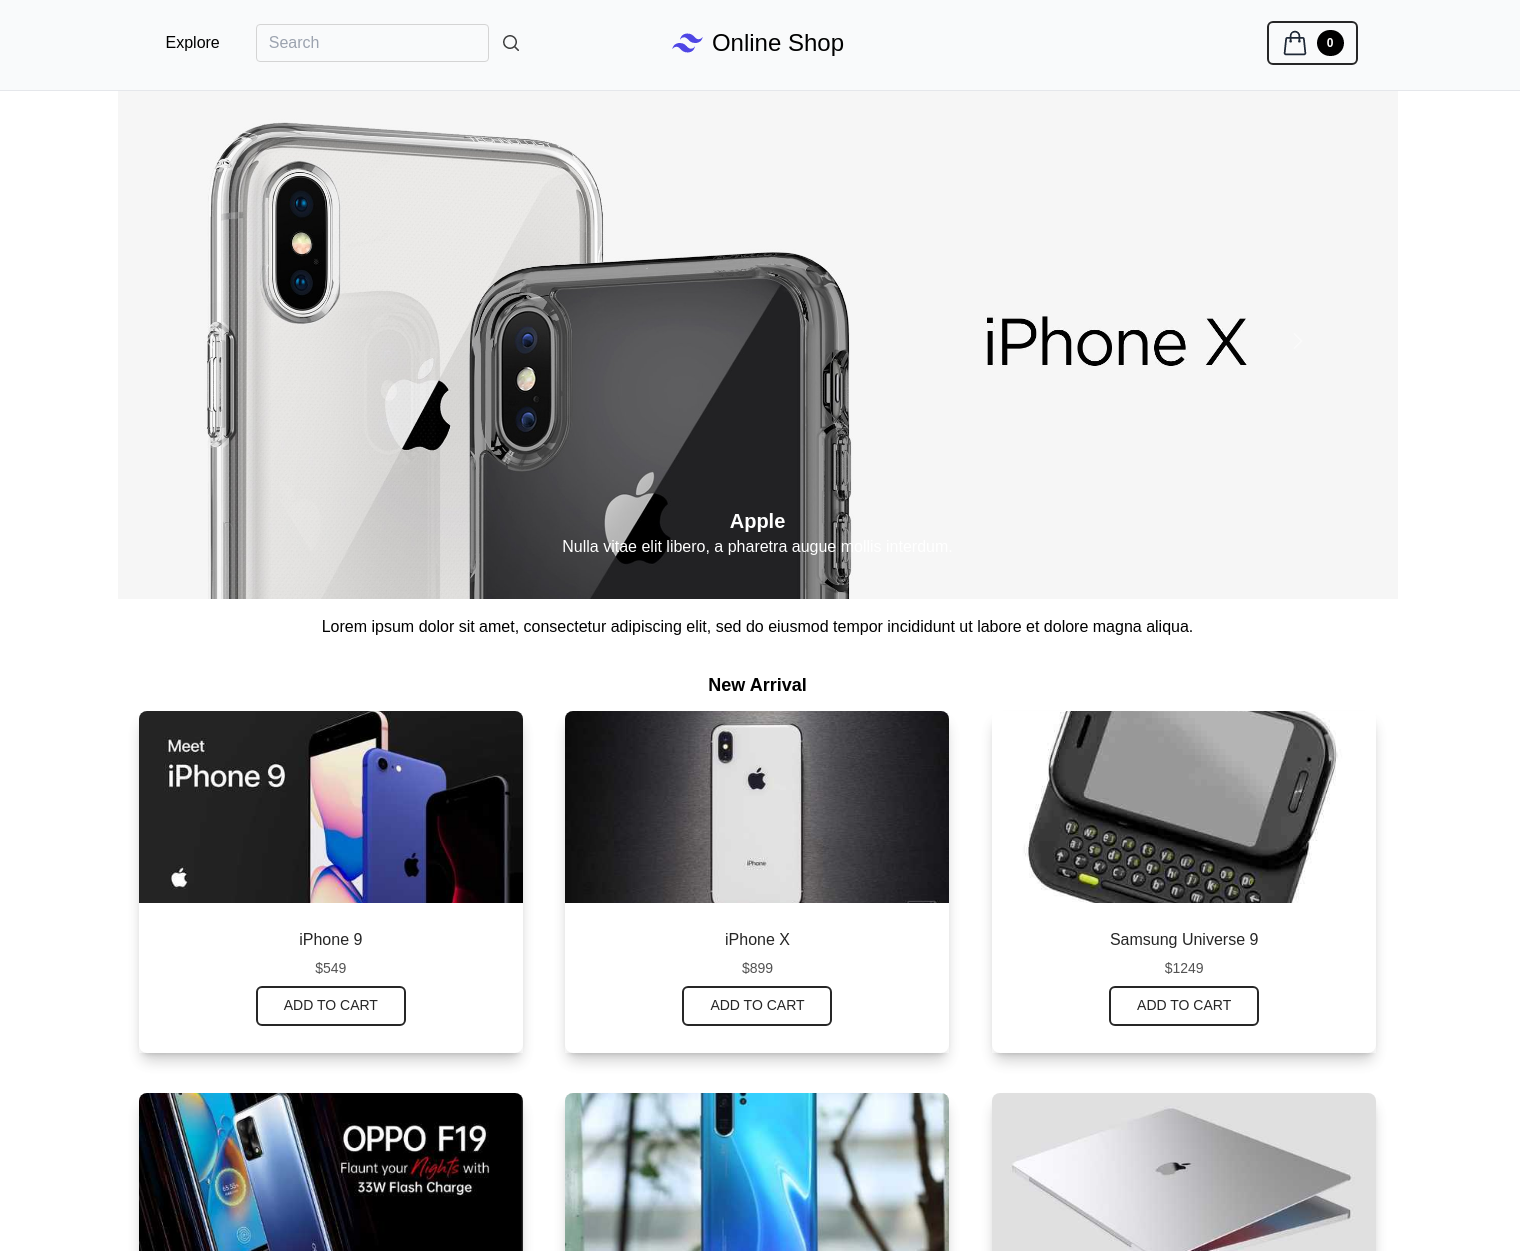 Explore
Search
Online Shop
0
iPhone X
Apple
Nulla vitae elit libero, a pharetra augue mollis interdum.
Lorem ipsum dolor sit amet, consectetur adipiscing elit, sed do eiusmod tempor incididunt ut labore et dolore magna aliqua.
New Arrival
Meet
iPhone 9
iPhone
iPhone 9
$549
ADD TO CART
iPhone X
$899
ADD TO CART
Samsung Universe 9
$1249
ADD TO CART
OPPO F19
Flaunt your Nights with
33W Flash Charge